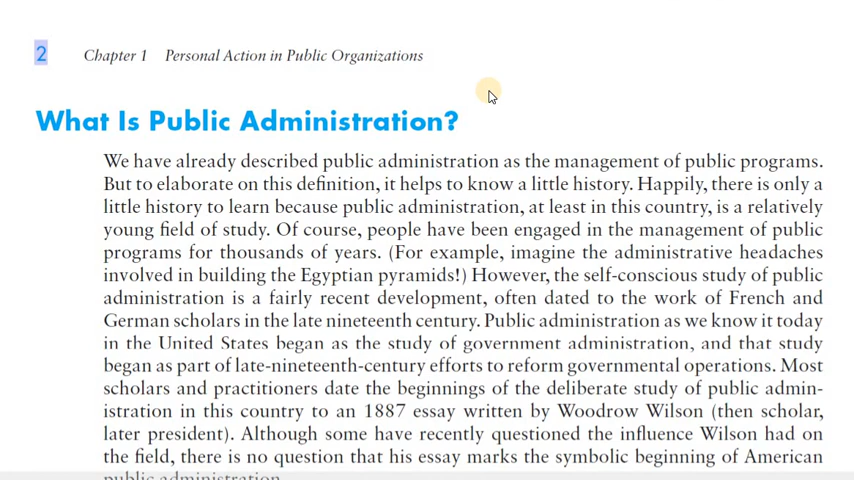 2 Chapter 1 Personal Action in Public Organizations
What Is Public Administration?
We have already described public administration as the management of public programs.
But to elaborate on this definition, it helps to know a little history. Happily, there is only a
little history to learn because public administration, at least in this country, is a relatively
young field of study. Of course, people have been engaged in the management of public
programs for thousands of years. (For example, imagine the administrative headaches
involved in building the Egyptian pyramids!) However, the self-conscious study of public
administration is a fairly recent development, often dated to the work of French and
German scholars in the late nineteenth century. Public administration as we know it today
in the United States began as the study of government administration, and that study
began as part of late-nineteenth-century efforts to reform governmental operations. Most
scholars and practitioners date the beginnings of the deliberate study of public admin-
istration in this country to an 1887 essay written by Woodrow Wilson (then scholar,
later president). Although some have recently questioned the influence Wilson had on
the field, there is no question that his essay marks the symbolic beginning of American
public administration.